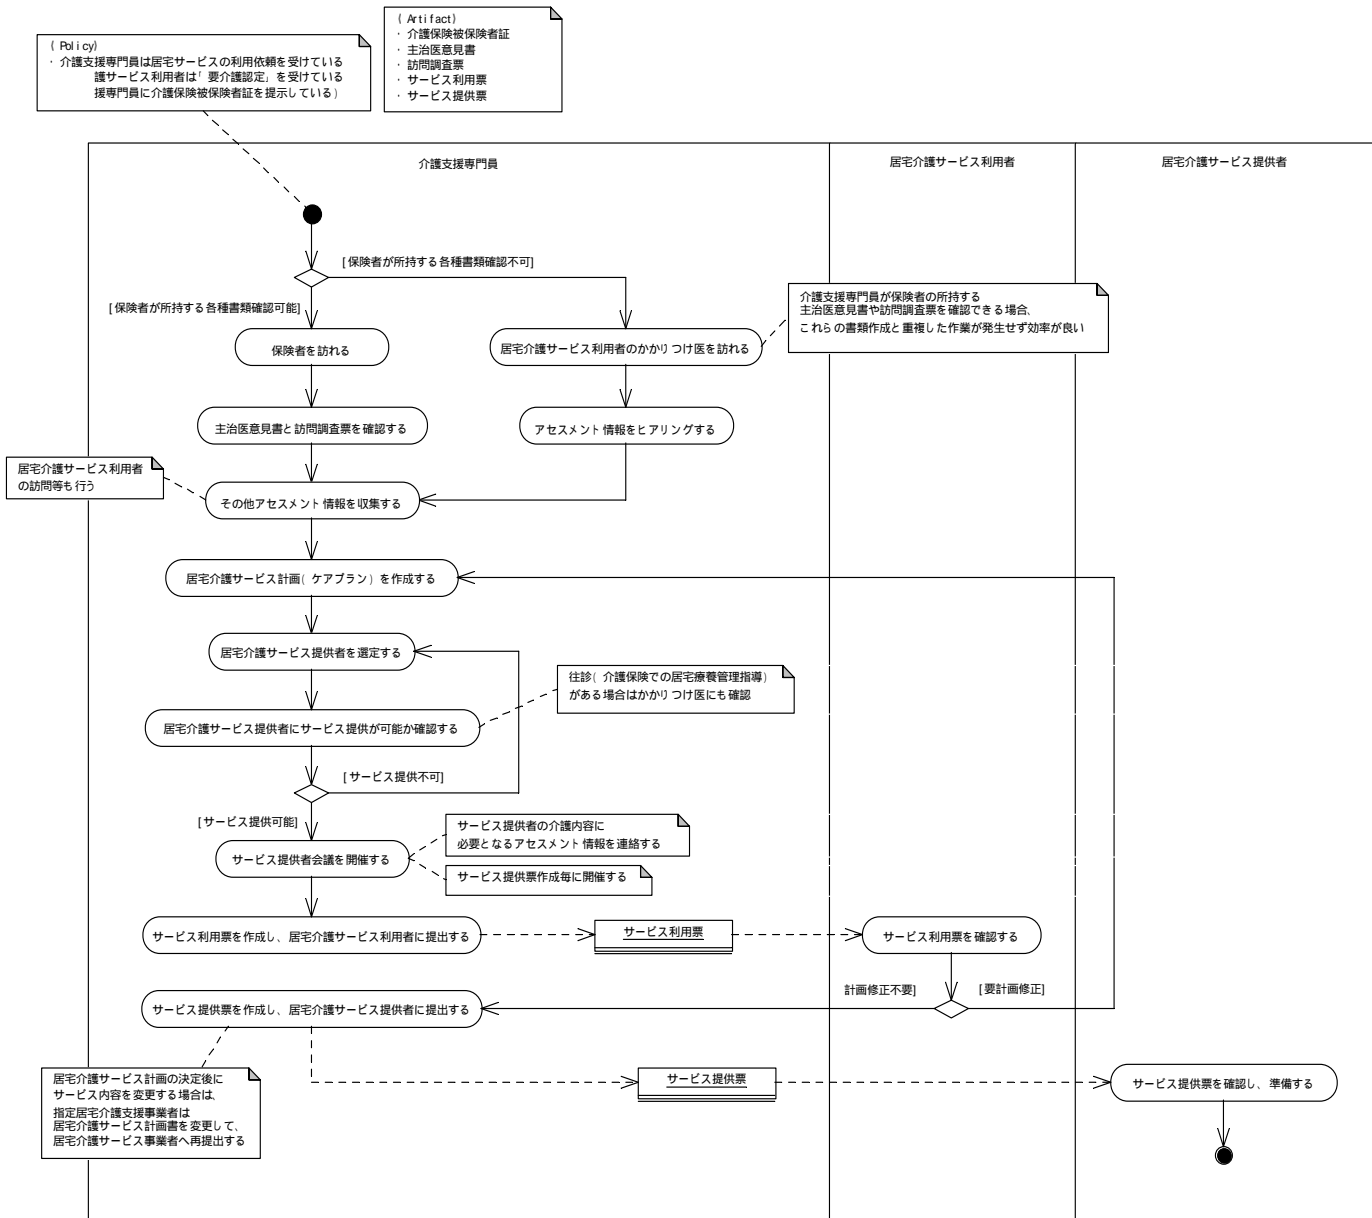 ( Policy)
· 介護支援専門員は居宅サービスの利用依頼を受けている
護サービス利用者は「要介護認定」を受けている
援専門員に介護保険被保険者証を提示している)
( Artifact)
· 介護保険被保険者証
· 主治医意見書
· 訪問調査票
· サービス利用票
· サービス提供票
介護支援専門員
居宅介護サービス利用者
居宅介護サービス提供者
[保険者が所持する各種書類確認不可]
[保険者が所持する各種書類確認可能]
介護支援専門員が保険者の所持する
主治医意見書や訪問調査票を確認できる場合、
これらの書類作成と重複した作業が発生せず効率が良い
保険者を訪れる
居宅介護サービス利用者のかかりつけ医を訪れる
主治医意見書と訪問調査票を確認する
アセスメント情報をヒアリングする
居宅介護サービス利用者
の訪問等も行う
その他アセスメント情報を収集する
居宅介護サービス計画( ケアプラン) を作成する
居宅介護サービス提供者を選定する
往診( 介護保険での居宅療養管理指導)
がある場合はかかりつけ医にも確認
居宅介護サービス提供者にサービス提供が可能か確認する
[サービス提供不可]
[サービス提供可能]
サービス提供者の介護内容に
必要となるアセスメント情報を連絡する
サービス提供者会議を開催する
サービス提供票作成毎に開催する
サービス利用票を作成し、居宅介護サービス利用者に提出する
サービス利用票
サービス利用票を確認する
計画修正不要]
[要計画修正]
サービス提供票を作成し、居宅介護サービス提供者に提出する
居宅介護サービス計画の決定後に
サービス内容を変更する場合は、
指定居宅介護支援事業者は
居宅介護サービス計画書を変更して、
居宅介護サービス事業者へ再提出する
サービス提供票
サービス提供票を確認し、準備する